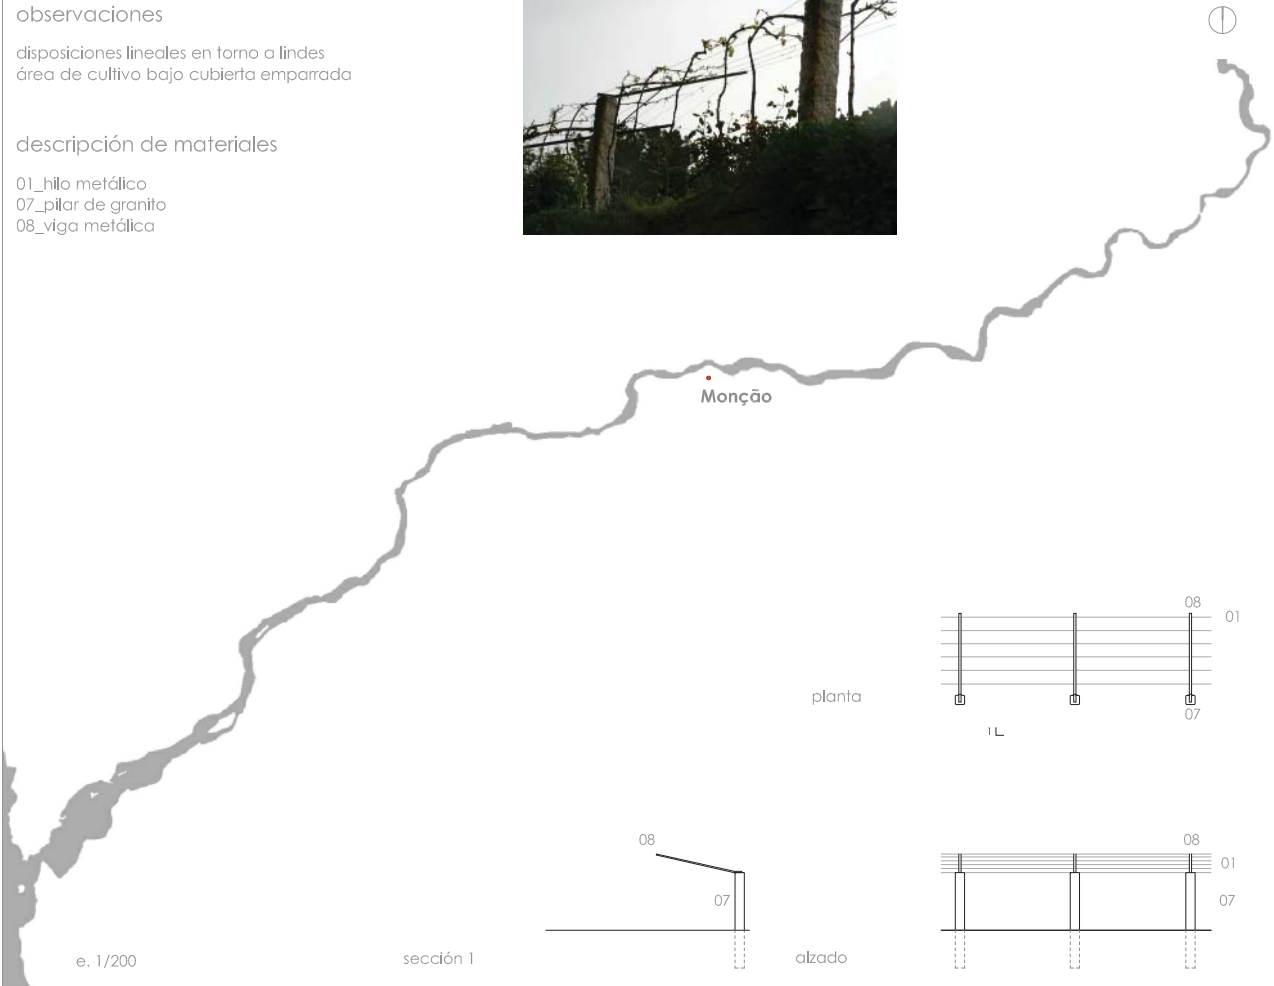 observaciones
disposiciones lineales en torno a lindes
área de cultivo bajo cubierta emparrada
descripción de materiales
01_hilo metálico
07_pilar de granito
08_viga metálica
Monção
08
01
planta
07
1
08
08
01
07
07
e. 1/200
sección 1
alzado